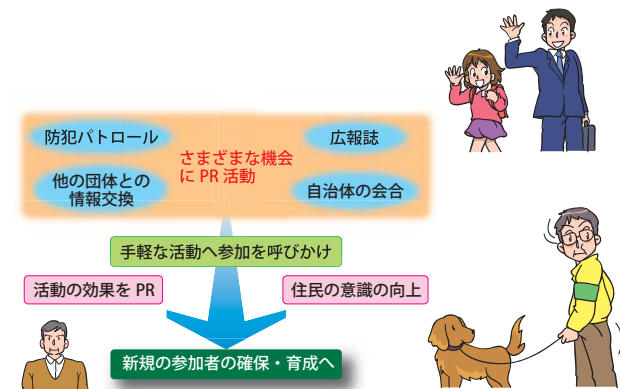 防犯パトロール
広報誌
さまざまな機会
に PR 活動
他の団体との
情報交換
自治体の会合
手軽な活動へ参加を呼びかけ
活動の効果を PR
住民の意識の向上
新規の参加者の確保・育成へ